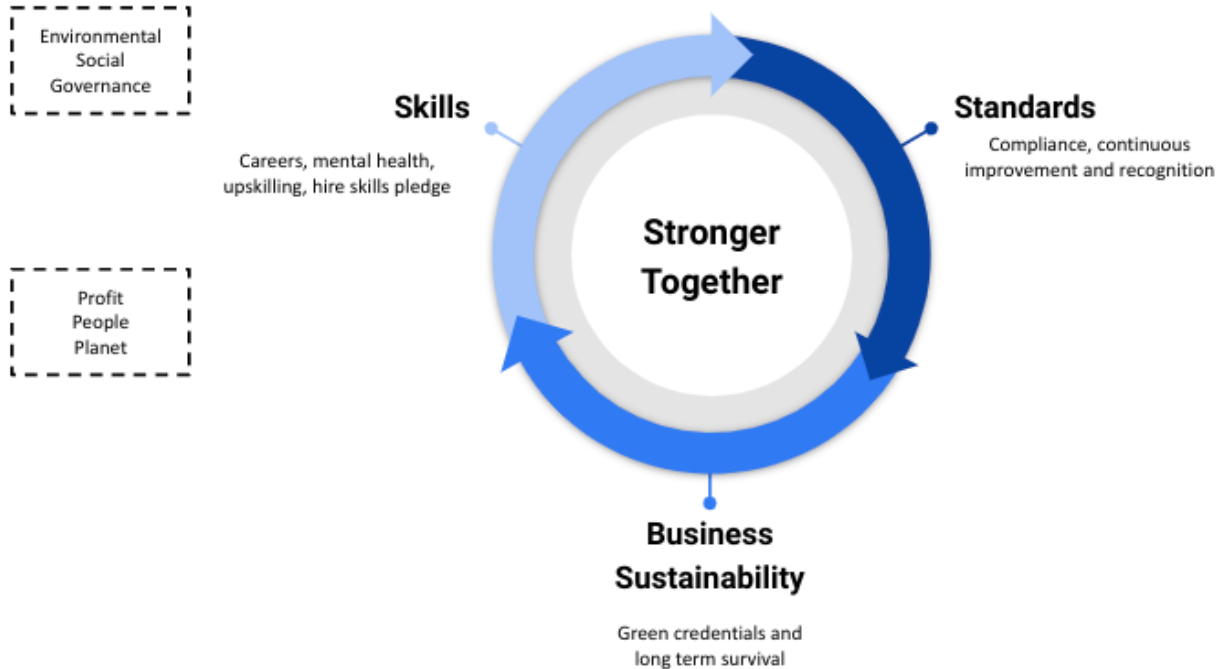 Environmental
Social
Governance
Skills
Careers, mental health,
upskilling, hire skills pledge
Standards
Compliance, continuous
improvement and recognition
Stronger
Together
Profit
People
Planet
Business
Sustainability
Green credentials and
long term survival